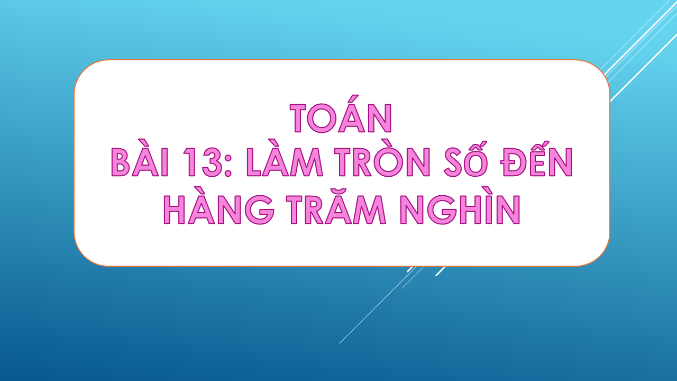 TOÁN
BÀI 13: LÀM TRÒN SỐ ĐẾN
HÀNG TRĂM NGHÌN